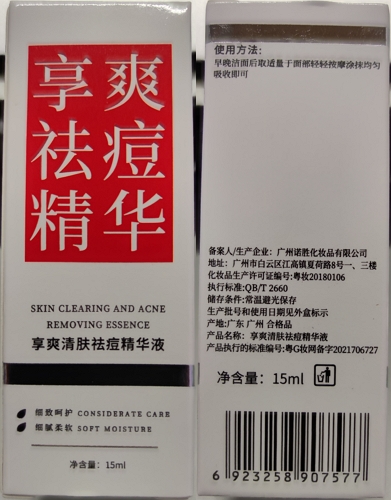 享爽
祛痘
精华
SKIN CLEARING AND ACNE
REMOVING ESSENCE
享爽清肤祛痘精华液
细致呵护 CONSIDERATE CARE
细腻柔软 SOFT MOISTURE
净含量：15ml
使用方法：
早晚洁面后取适量于面部轻轻按摩涂抹均匀
吸收即可
备案人/生产企业：广州诺胜化妆品有限公司
地址：广州市白云区江高镇夏荷路8号一、三楼
化妆品生产许可证编号:粤妆20180106
执行标准:QB/T 2660
储存条件:常温避光保存
生产批号和使用日期见外盒标示
产地:广东 广州 合格品
产品名称：享爽清肤祛痘精华液
产品执行的标准编号:粤G妆网备字2021706727
净含量：15ml
6 923258 907577